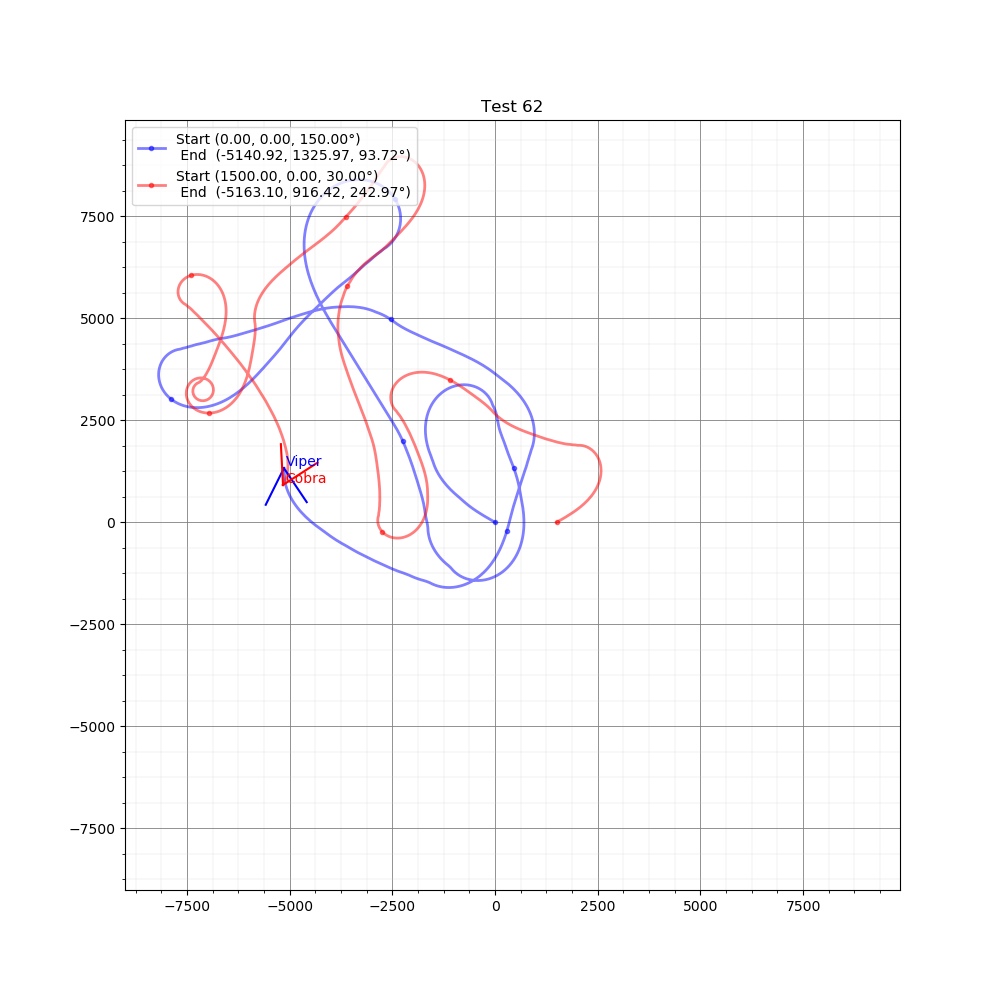 Test 62
Start (0.00, 0.00, 150.00°)
End  (-5140.92, 1325.97, 93.72°)
Start (1500.00, 0.00, 30.00°)
End  (-5163.10, 916.42, 242.97°)
7500
5000
2500
0
−2500
−5000
−7500
Viper
Cobra
−7500 −5000 −2500 0 2500 5000 7500